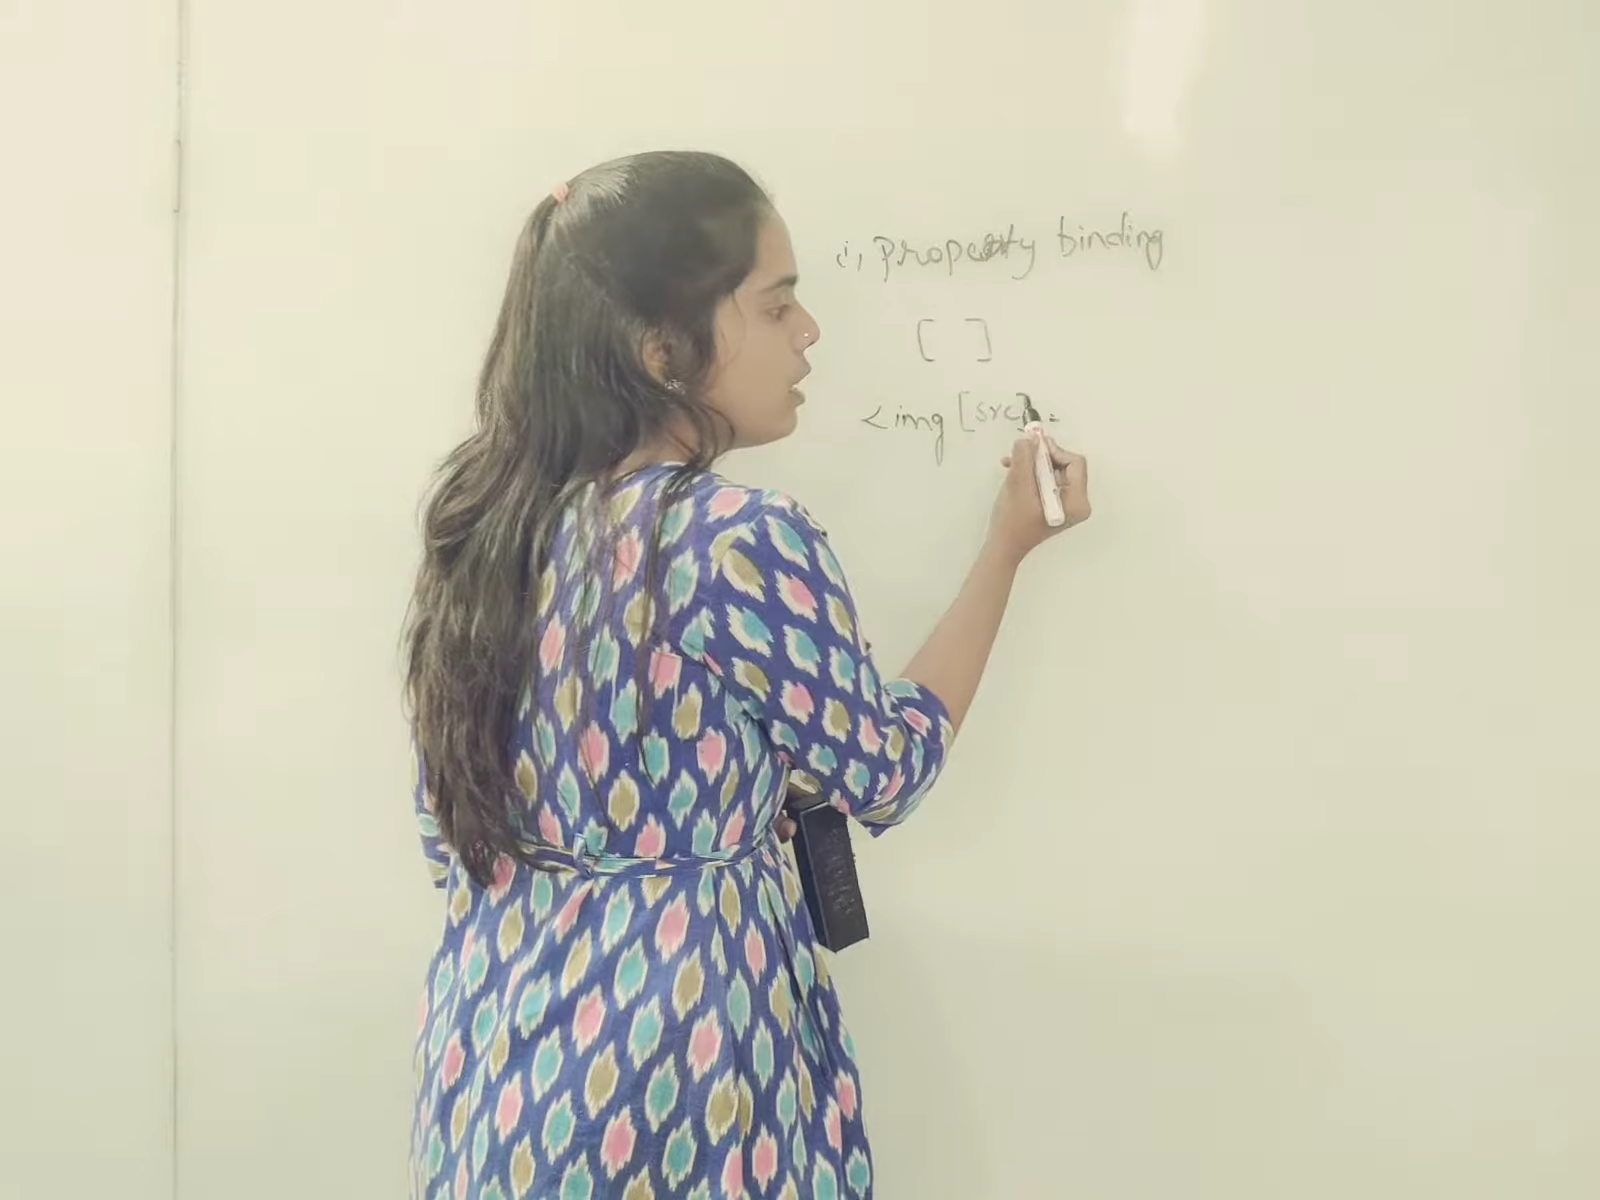 i, Property binding
[ ]
<img [src] =